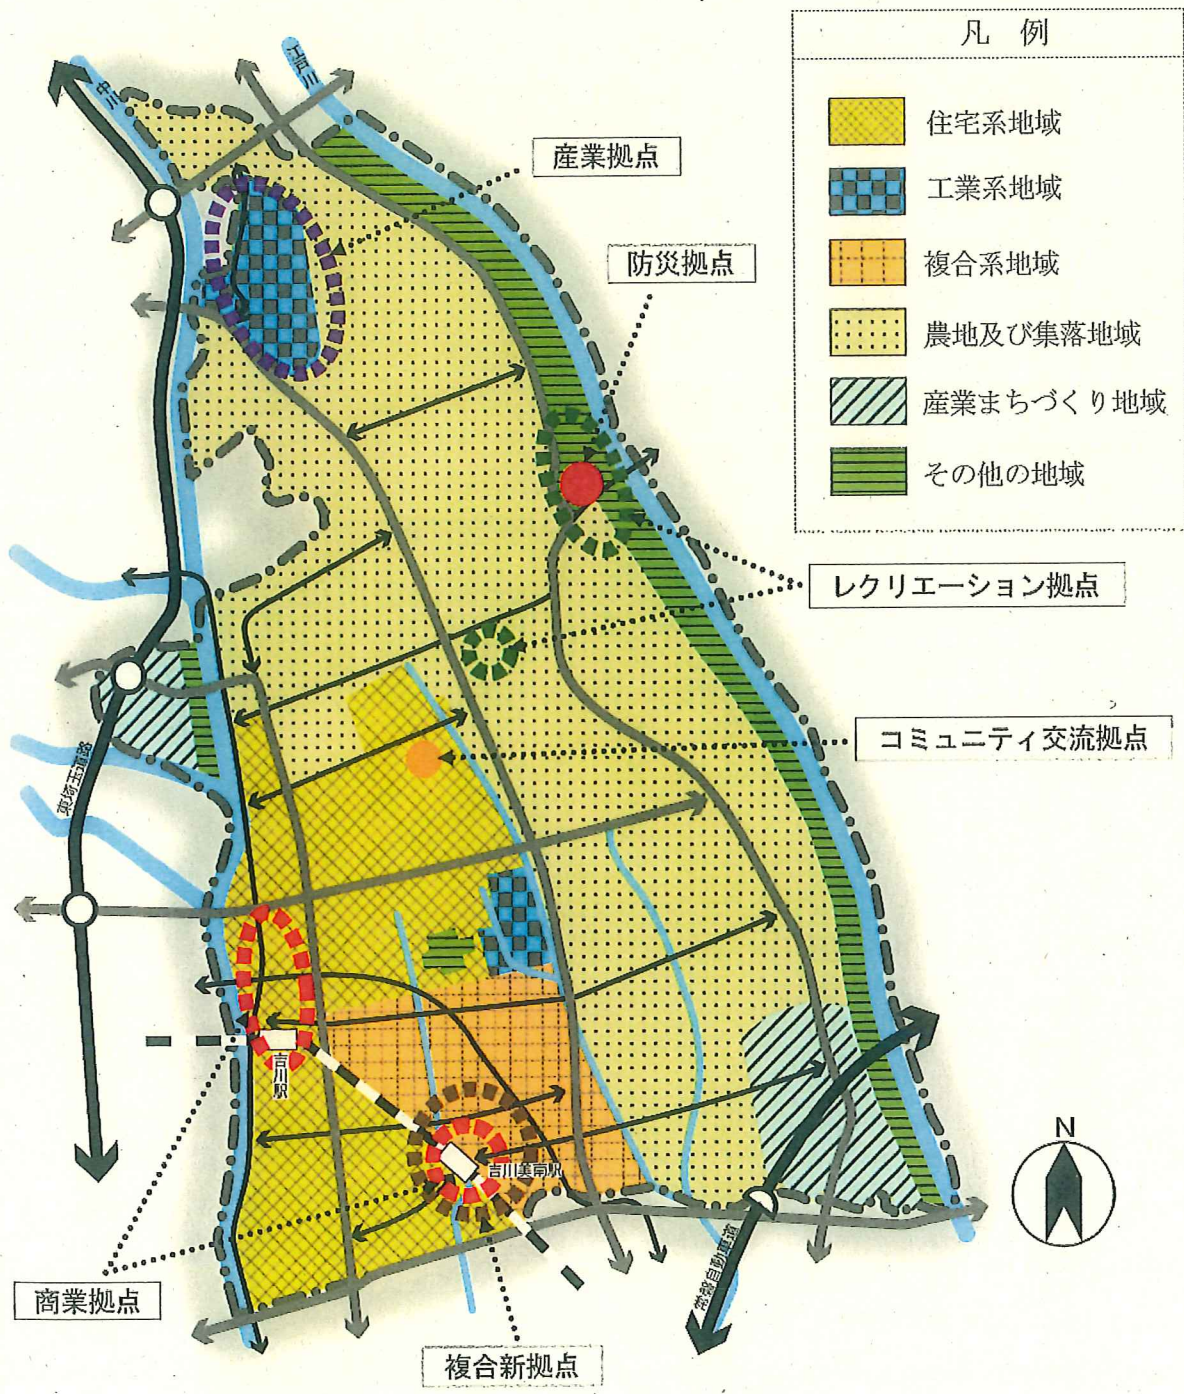 凡 例
住宅系地域
工業系地域
複合系地域
農地及び集落地域
産業まちづくり地域
その他の地域
中川
江戸川
産業拠点
防災拠点
レクリエーション拠点
コミュニティ交流拠点
東埼玉道路
吉川駅
吉川美南駅
N
常磐自動車道
商業拠点
複合新拠点